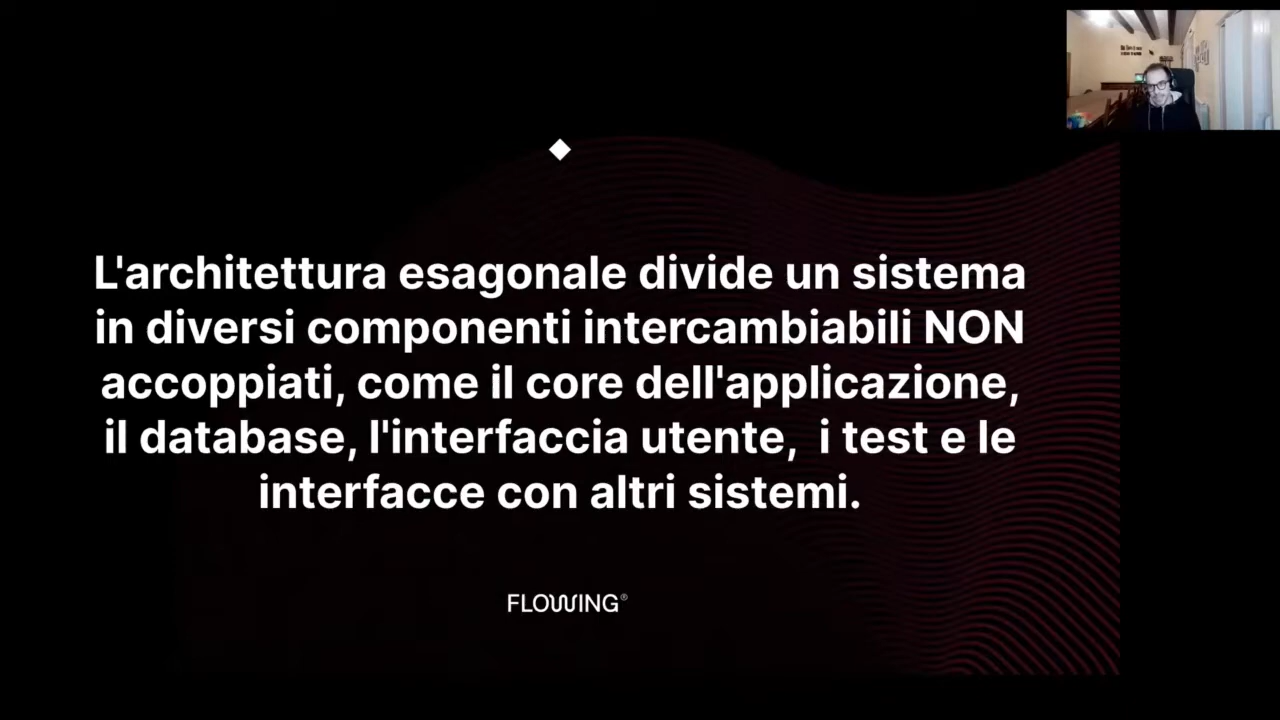 L'architettura esagonale divide un sistema
in diversi componenti intercambiabili NON
accoppiati, come il core dell'applicazione,
il database, l'interfaccia utente,  i test e le
interfacce con altri sistemi.
FLOWING®